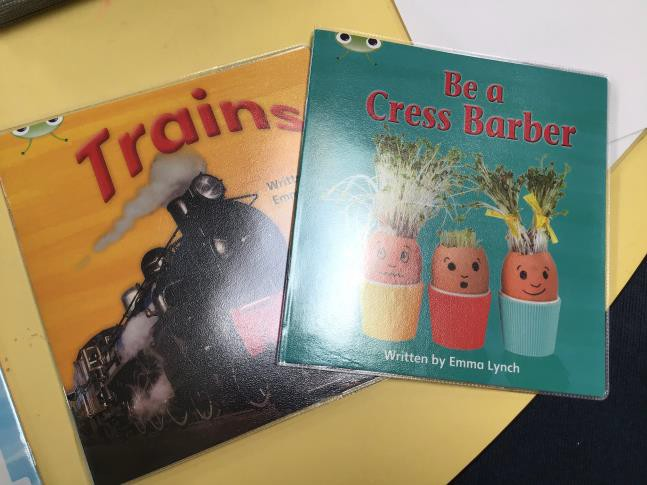 Trains
Be a
Cress Barber
Written by Emma Lynch